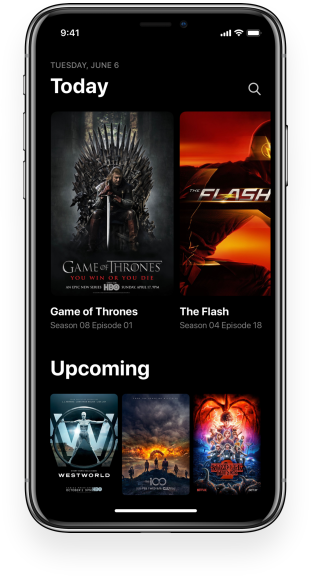 9:41
TUESDAY, JUNE 6
Today
GAME OF THRONES
YOU WIN OR YOU DIE
AN EPIC NEW SERIES HBO SUNDAY, APRIL 17, 9PM
THE FLASH
Game of Thrones
Season 08 Episode 01
The Flash
Season 04 Episode 18
Upcoming
WESTWORLD
HBO
THE 100
STRANGER THINGS
NETFLIX